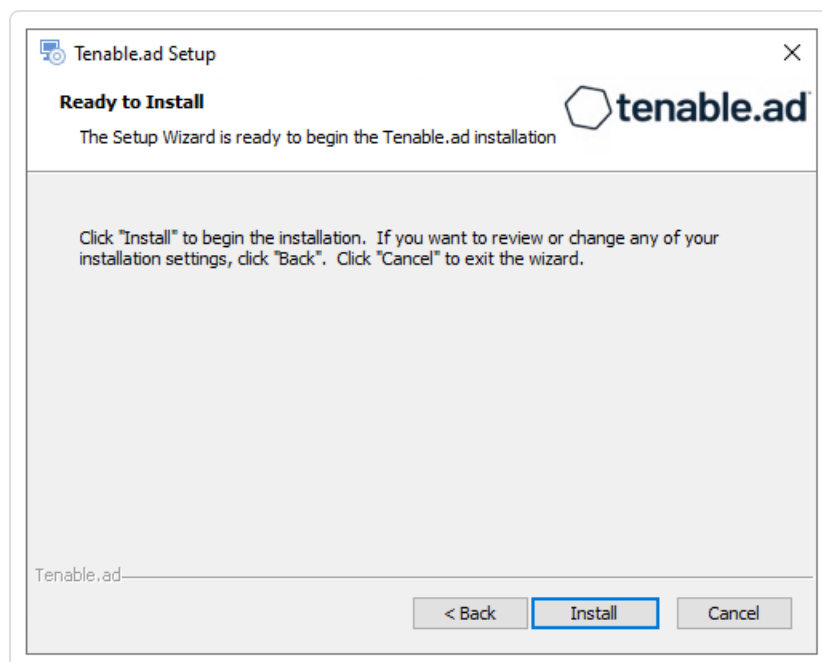 Tenable.ad Setup
Ready to Install
The Setup Wizard is ready to begin the Tenable.ad installation
tenable.ad
Click "Install" to begin the installation.  If you want to review or change any of your
installation settings, click "Back".  Click "Cancel" to exit the wizard.
Tenable.ad
< Back
Install
Cancel